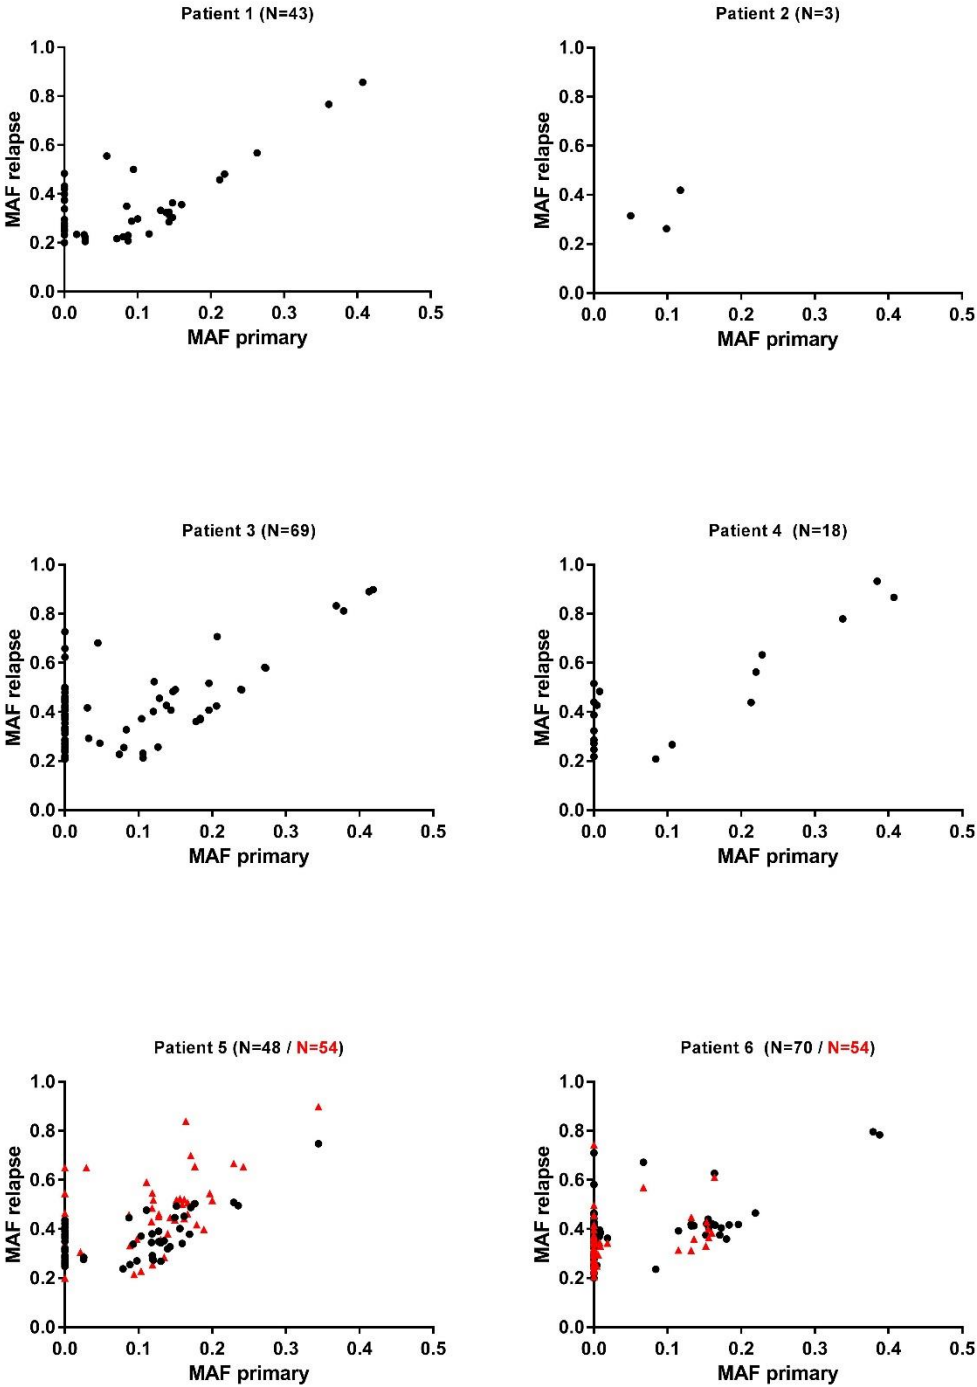 Patient 1 (N=43)
1.0
0.8
0.6
0.4
0.2
0.0
MAF relapse
0.0 0.1 0.2 0.3 0.4 0.5
MAF primary
Patient 2 (N=3)
1.0
0.8
0.6
0.4
0.2
0.0
MAF relapse
0.0 0.1 0.2 0.3 0.4 0.5
MAF primary
Patient 3 (N=69)
1.0
0.8
0.6
0.4
0.2
0.0
MAF relapse
0.0 0.1 0.2 0.3 0.4 0.5
MAF primary
Patient 4 (N=18)
1.0
0.8
0.6
0.4
0.2
0.0
MAF relapse
0.0 0.1 0.2 0.3 0.4 0.5
MAF primary
Patient 5 (N=48 / N=54)
1.0
0.8
0.6
0.4
0.2
0.0
MAF relapse
0.0 0.1 0.2 0.3 0.4 0.5
MAF primary
Patient 6 (N=70 / N=54)
1.0
0.8
0.6
0.4
0.2
0.0
MAF relapse
0.0 0.1 0.2 0.3 0.4 0.5
MAF primary